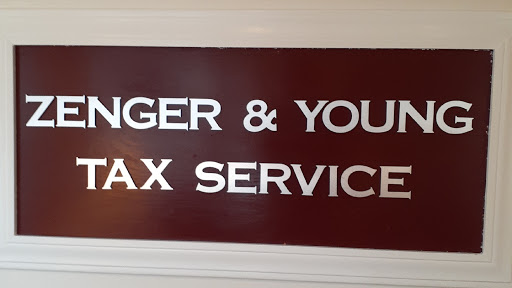 ZENGER & YOUNG
TAX SERVICE